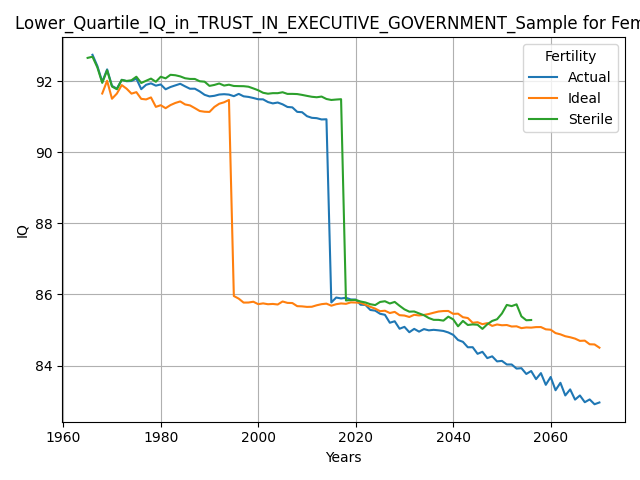 Lower_Quartile_IQ_in_TRUST_IN_EXECUTIVE_GOVERNMENT_Sample for Fem
Fertility
Actual
Ideal
Sterile
IQ
92
90
88
86
84
1960
1980
2000
2020
2040
2060
Years